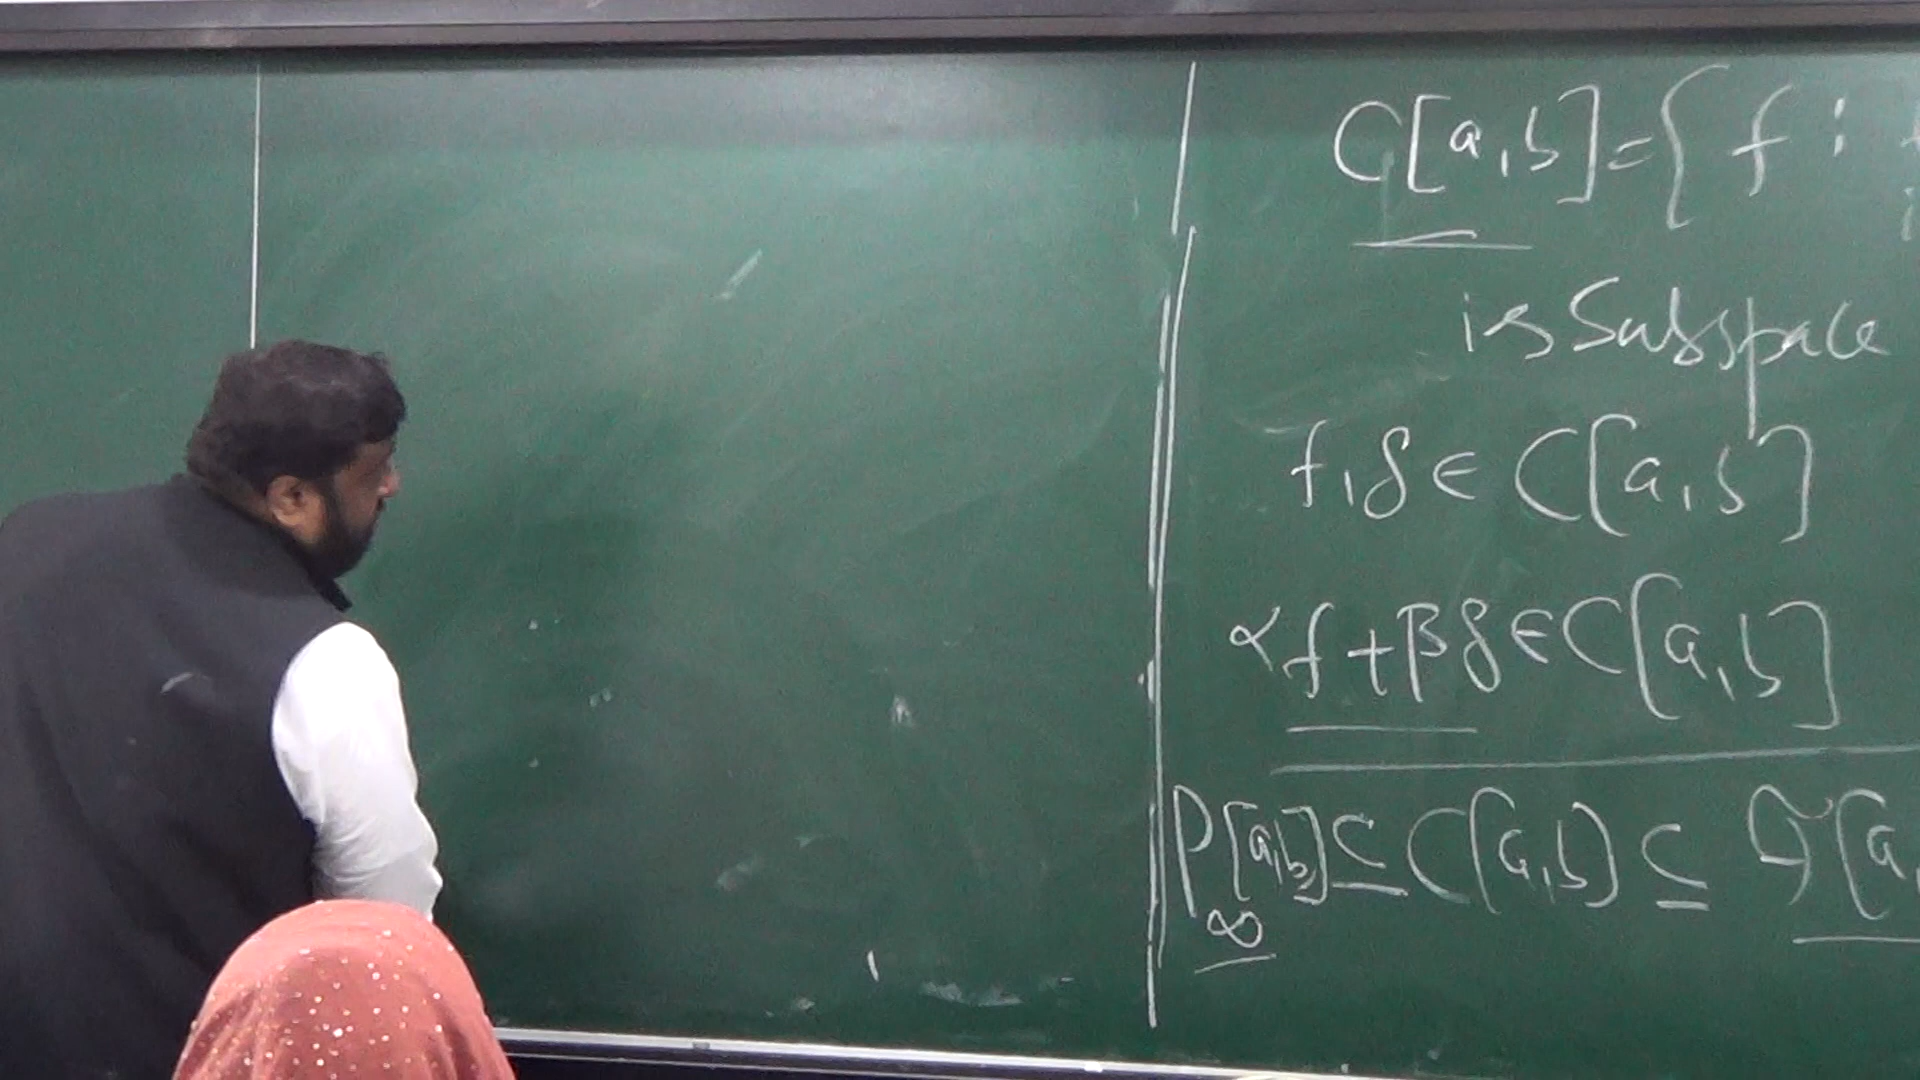 C[a,b]={ f :
is Subspace
f, g ∈ C[a,b]
αf + βg ∈ C[a,b]
P[a,b] ⊆ C[a,b] ⊆ F[a,
∞